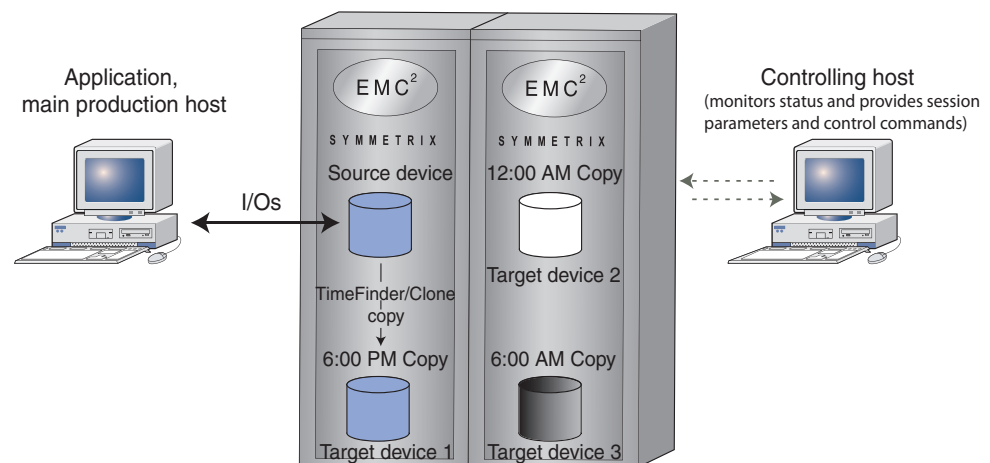 Application,
main production host
EMC²
SYMMETRIX
Source device
I/Os
TimeFinder/Clone
copy
6:00 PM Copy
Target device 1
EMC²
SYMMETRIX
12:00 AM Copy
Target device 2
6:00 AM Copy
Target device 3
Controlling host
(monitors status and provides session
parameters and control commands)